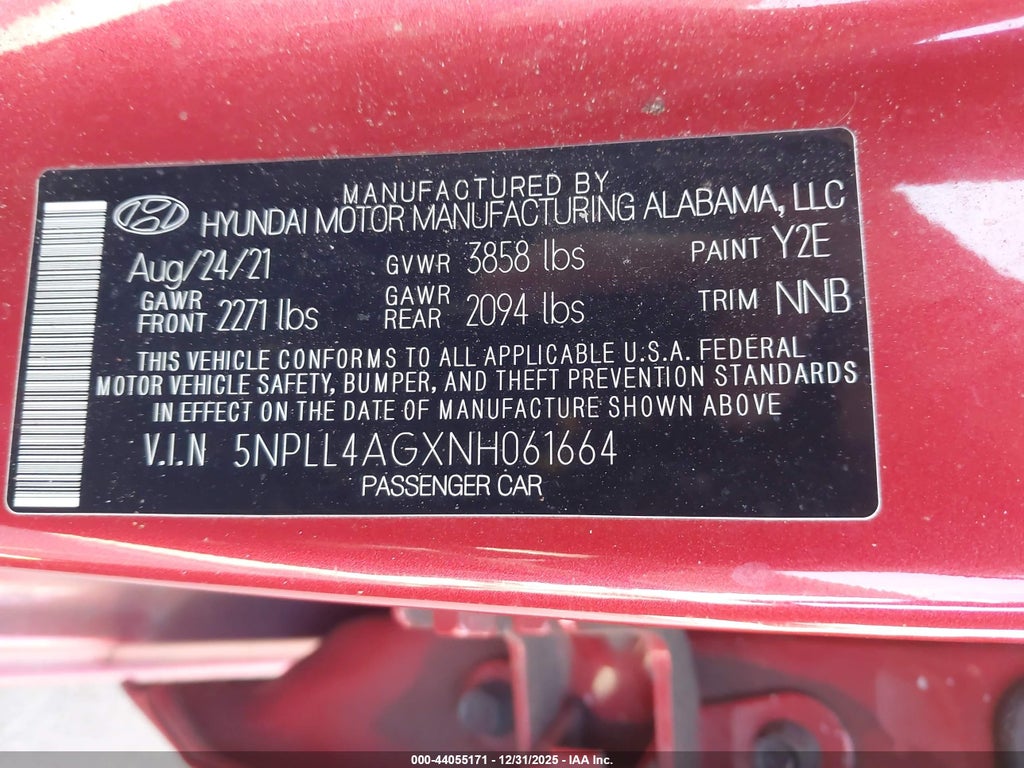 MANUFACTURED BY
HYUNDAI MOTOR MANUFACTURING ALABAMA, LLC
Aug/24/21 GVWR 3858 lbs PAINT Y2E
GAWR FRONT 2271 lbs GAWR REAR 2094 lbs TRIM NNB
THIS VEHICLE CONFORMS TO ALL APPLICABLE U.S.A. FEDERAL
MOTOR VEHICLE SAFETY, BUMPER, AND THEFT PREVENTION STANDARDS
IN EFFECT ON THE DATE OF MANUFACTURE SHOWN ABOVE
V.I.N 5NPLL4AGXNH061664
PASSENGER CAR
000-44055171 - 12/31/2025 - IAA Inc.